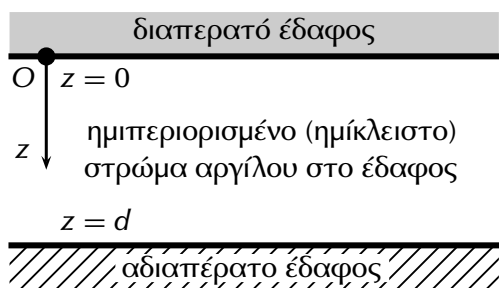 διαπερατό έδαφος
O z = 0
ημιπεριορισμένο (ημίκλειστο)
z
στρώμα αργίλου στο έδαφος
z = d
αδιαπέρατο έδαφος